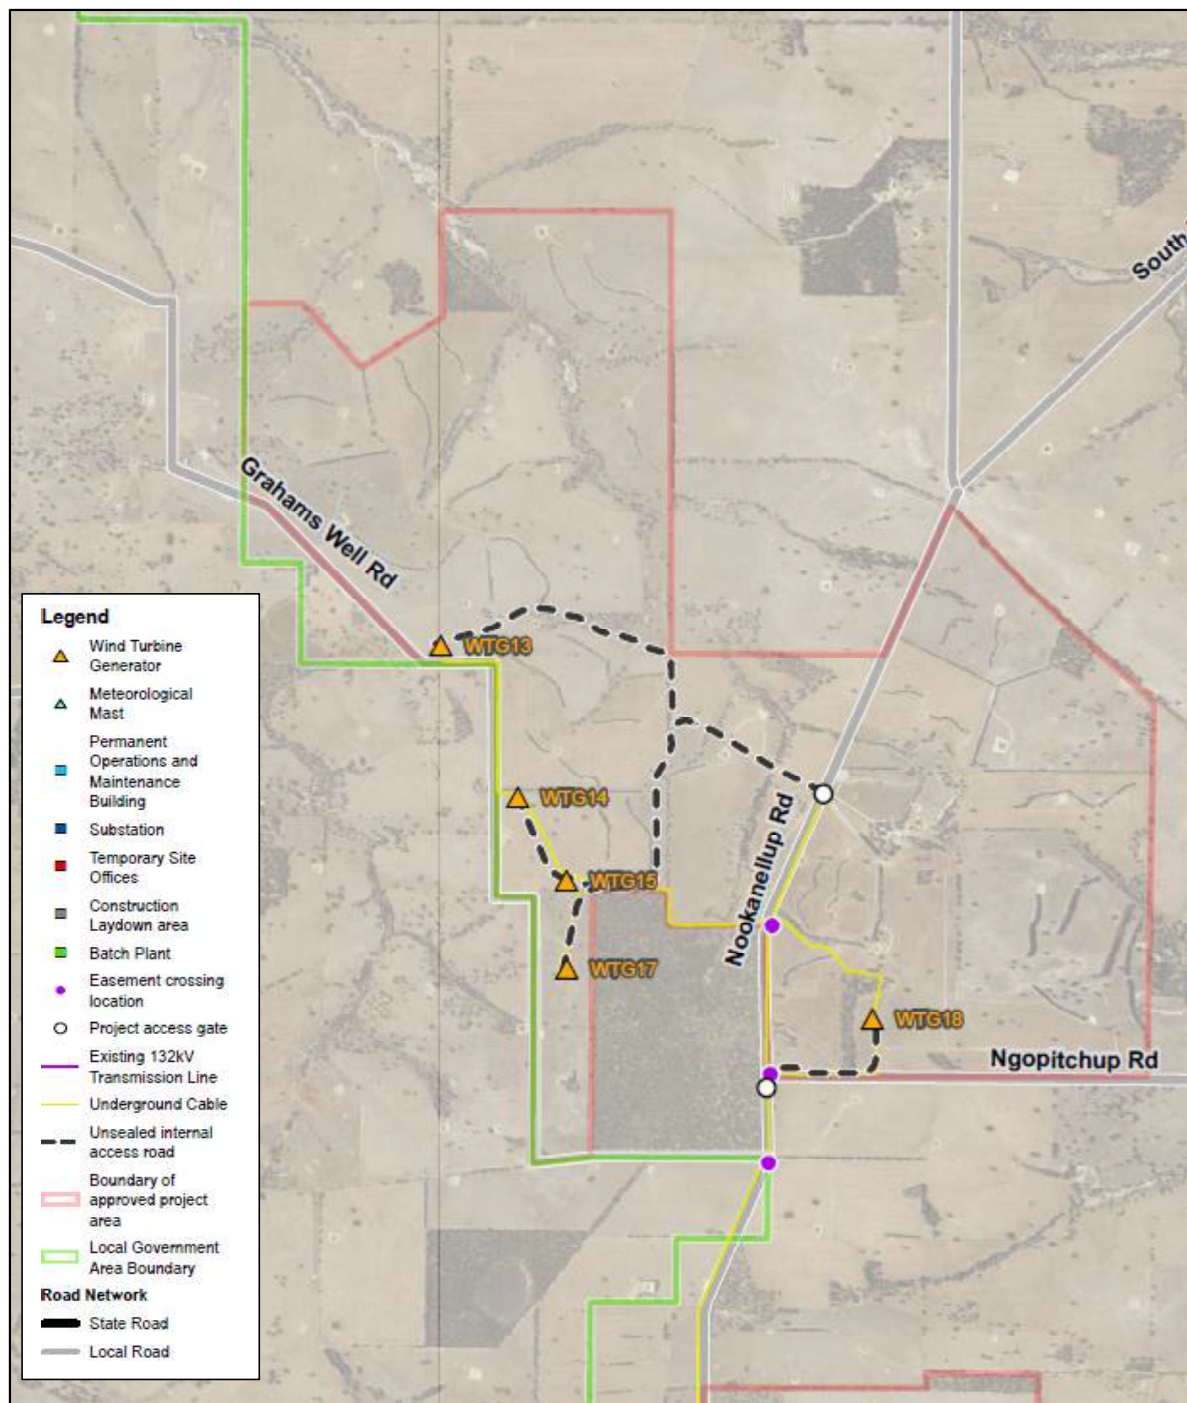 South
Grahams Well Rd
WTG13
WTG14
WTG15
WTG17
WTG18
Nookanellup Rd
Ngopitchup Rd
Legend
Wind Turbine
Generator
Meteorological
Mast
Permanent
Operations and
Maintenance
Building
Substation
Temporary Site
Offices
Construction
Laydown area
Batch Plant
Easement crossing
location
Project access gate
Existing 132kV
Transmission Line
Underground Cable
Unsealed internal
access road
Boundary of
approved project
area
Local Government
Area Boundary
Road Network
State Road
Local Road